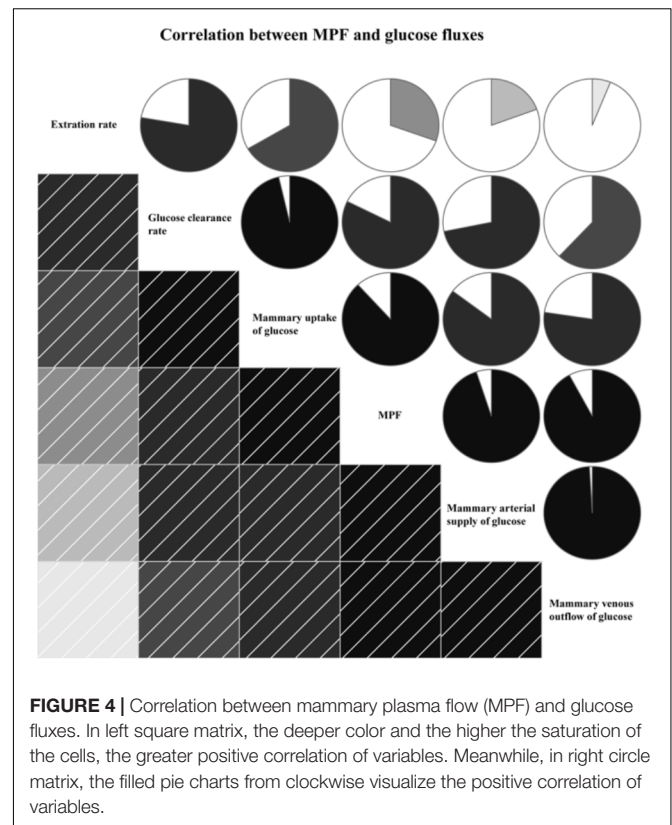 Correlation between MPF and glucose fluxes
Extration rate
Glucose clearance
rate
Mammary uptake
of glucose
MPF
Mammary arterial
supply of glucose
Mammary venous
outflow of glucose
FIGURE 4 | Correlation between mammary plasma flow (MPF) and glucose
fluxes. In left square matrix, the deeper color and the higher the saturation of
the cells, the greater positive correlation of variables. Meanwhile, in right circle
matrix, the filled pie charts from clockwise visualize the positive correlation of
variables.